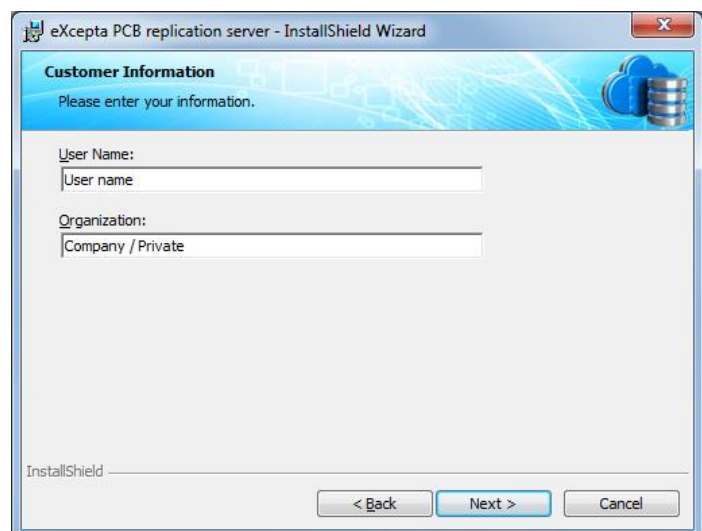 eXcepta PCB replication server - InstallShield Wizard
Customer Information
Please enter your information.
User Name:
User name
Organization:
Company / Private
InstallShield
< Back Next > Cancel